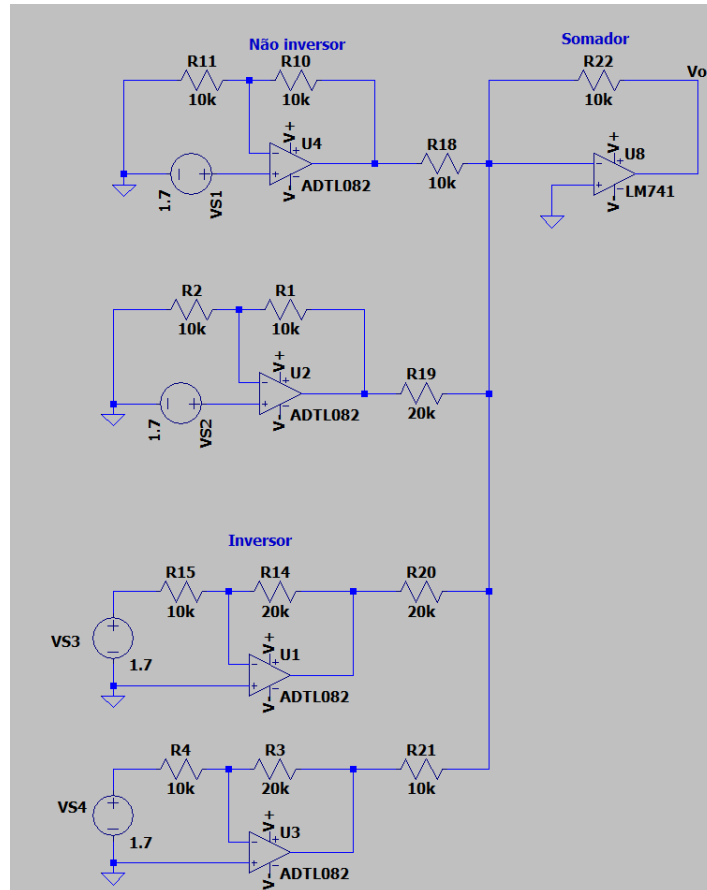 Não inversor
Somador
R11
R10
R22
10k
10k
10k
Vo
V+
U4
V-
ADTL082
R18
10k
V+
U8
V-
LM741
1.7
VS1
R2
R1
10k
10k
V+
U2
V-
ADTL082
R19
20k
1.7
VS2
Inversor
R15
R14
R20
10k
20k
20k
VS3
1.7
V+
U1
V-
ADTL082
R4
R3
R21
10k
20k
10k
VS4
1.7
V+
U3
V-
ADTL082